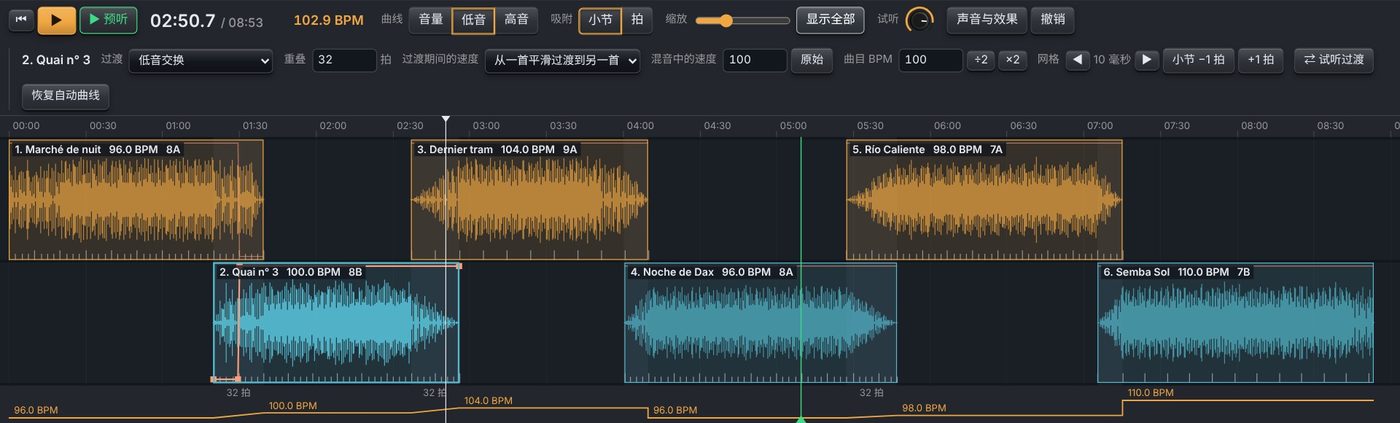 预听 02:50.7 / 08:53 102.9 BPM 曲线 音量 低音 高音 吸附 小节 拍 缩放 显示全部 试听 声音与效果 撤销
2. Quai n° 3 过渡 低音交换 重叠 32 拍 过渡期间的速度 从一首平滑过渡到另一首 混音中的速度 100 原始 曲目 BPM 100 ÷2 ×2 网格 10 毫秒 小节 −1 拍 +1 拍 试听过渡
恢复自动曲线
00:00 00:30 01:00 01:30 02:00 02:30 03:00 03:30 04:00 04:30 05:00 05:30 06:00 06:30 07:00 07:30 08:00 08:30
1. Marché de nuit 96.0 BPM 8A 3. Dernier tram 104.0 BPM 9A 5. Río Caliente 98.0 BPM 7A
2. Quai n° 3 100.0 BPM 8B 4. Noche de Dax 96.0 BPM 8A 6. Semba Sol 110.0 BPM 7B
32 拍 32 拍 32 拍
96.0 BPM 100.0 BPM 104.0 BPM 96.0 BPM 98.0 BPM 110.0 BPM